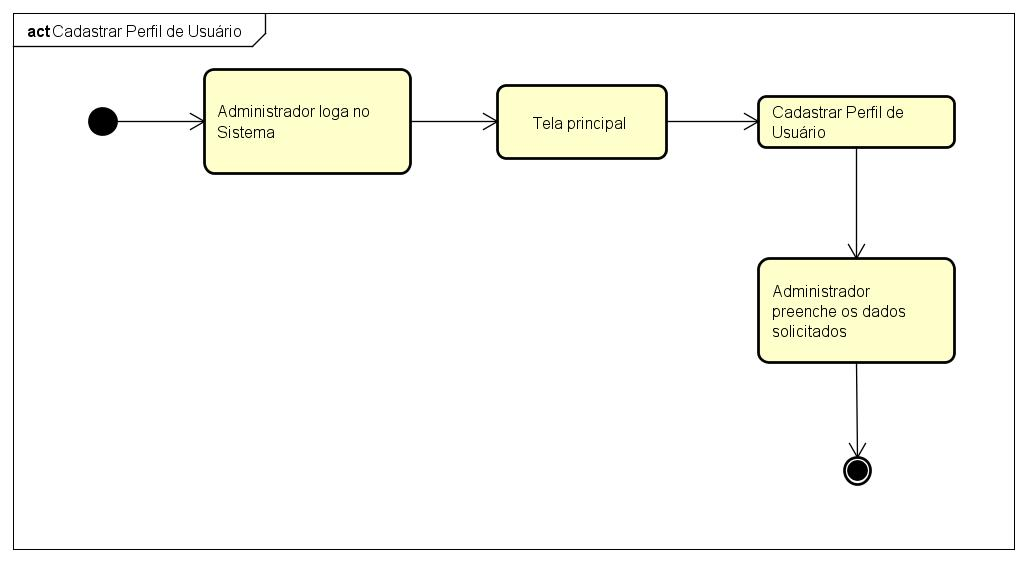 act Cadastrar Perfil de Usuário
Administrador loga no
Sistema
Tela principal
Cadastrar Perfil de
Usuário
Administrador
preenche os dados
solicitados